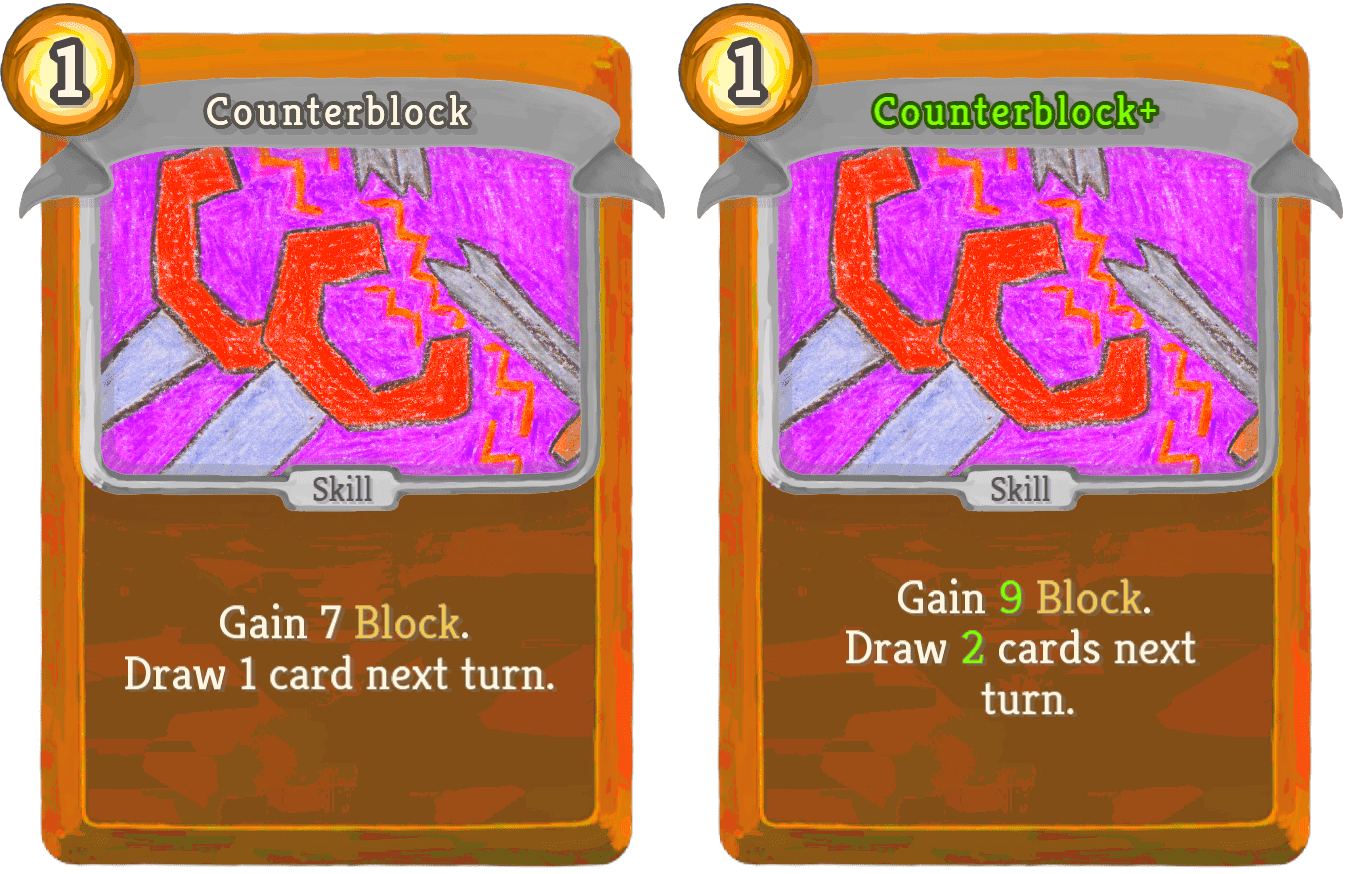 1
Counterblock
Skill
Gain 7 Block.
Draw 1 card next turn.
1
Counterblock+
Skill
Gain 9 Block.
Draw 2 cards next
turn.